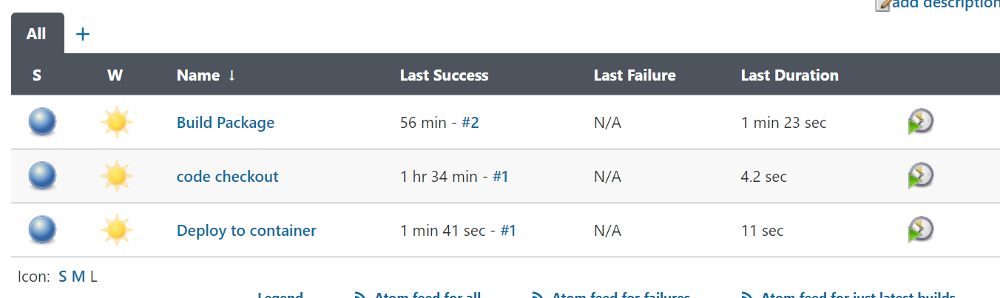 add description
All +
S W Name ↓ Last Success Last Failure Last Duration
Build Package 56 min - #2 N/A 1 min 23 sec
code checkout 1 hr 34 min - #1 N/A 4.2 sec
Deploy to container 1 min 41 sec - #1 N/A 11 sec
Icon: S M L
Legend Atom feed for all Atom feed for failures Atom feed for just latest builds